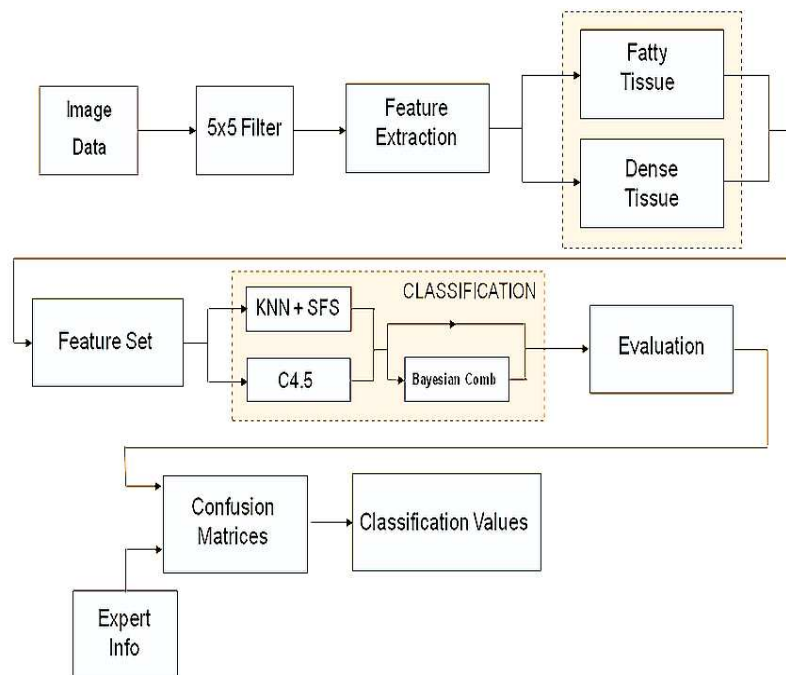 Image
Data
5x5 Filter
Feature
Extraction
Fatty
Tissue
Dense
Tissue
Feature Set
CLASSIFICATION
KNN + SFS
C4.5
Bayesian Comb
Evaluation
Confusion
Matrices
Classification Values
Expert
Info